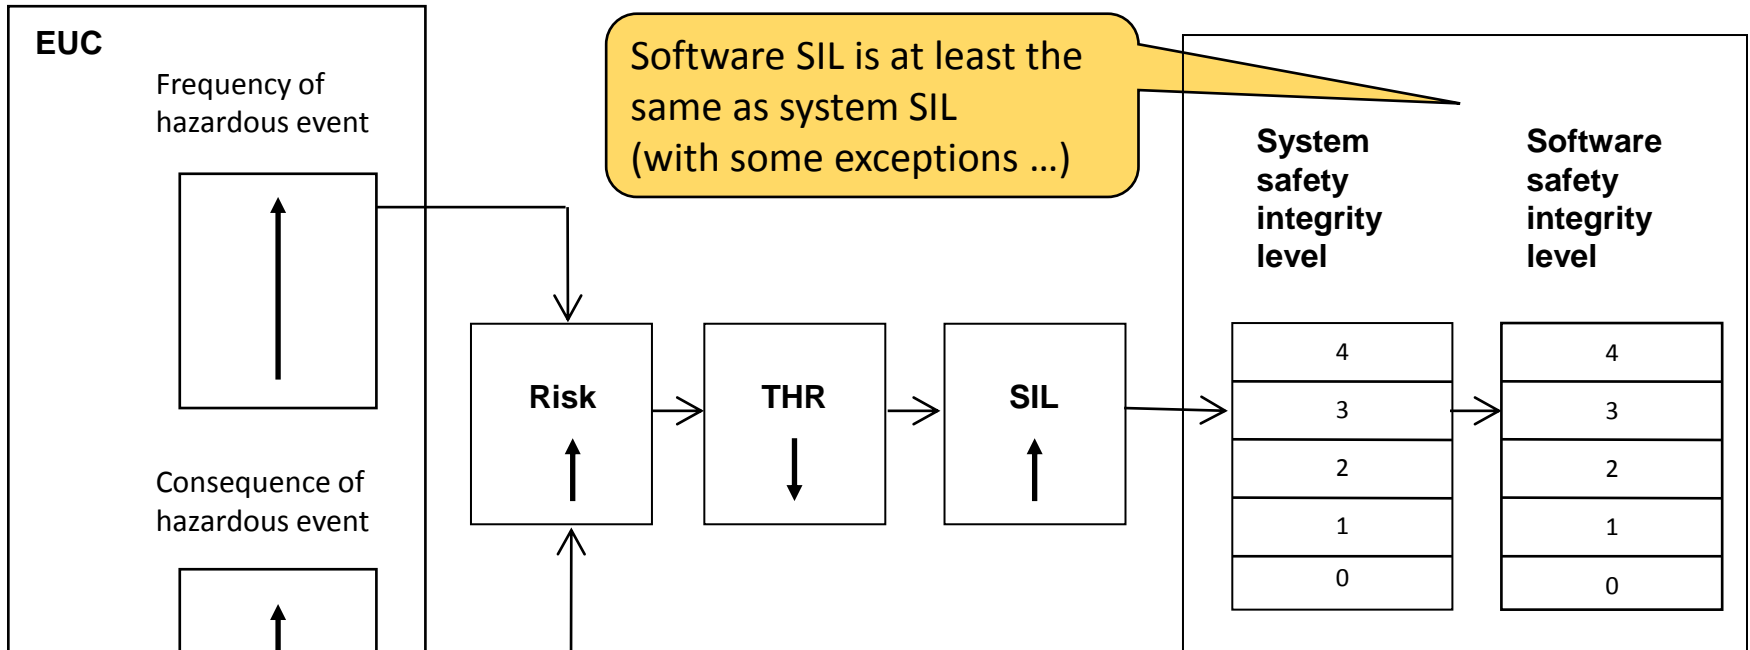 EUC
Frequency of
hazardous event
Consequence of
hazardous event
Software SIL is at least the
same as system SIL
(with some exceptions ...)
Risk
THR
SIL
System
safety
integrity
level
4
3
2
1
0
Software
safety
integrity
level
4
3
2
1
0